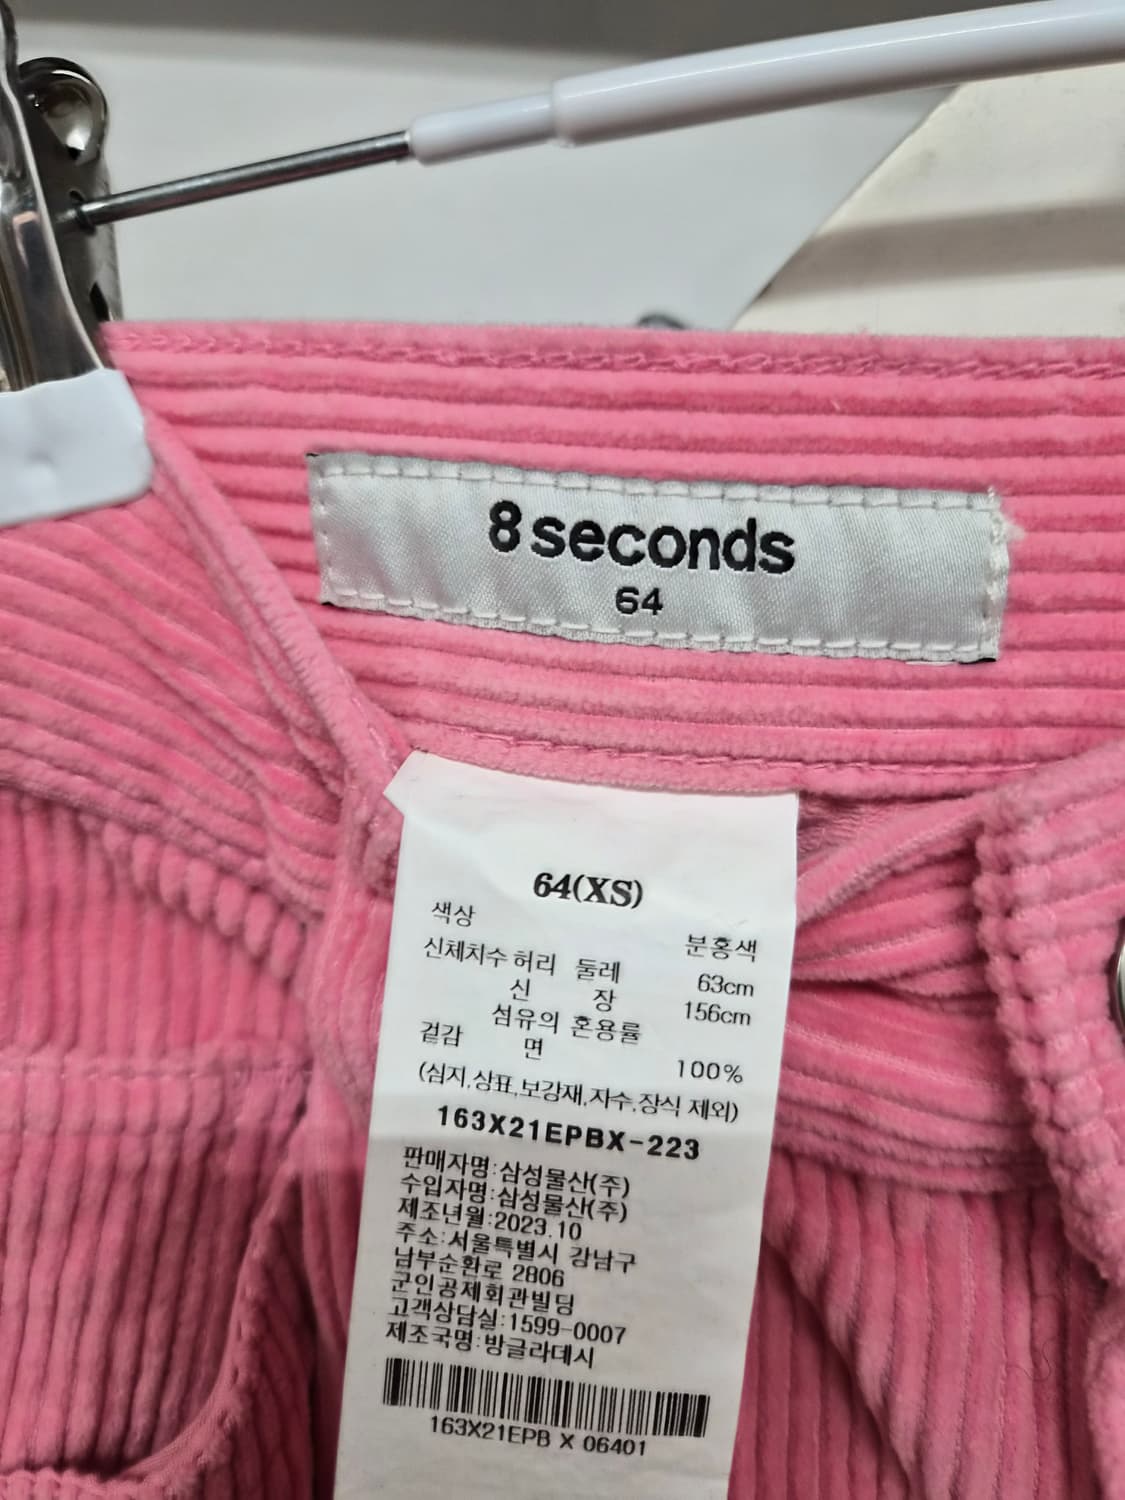 8 seconds
64
64(XS)
색상 분홍색
신체치수 허리 둘레 63cm
신 장 156cm
섬유의 혼용률
겉감 면 100%
(심지,상표,보강재,자수,장식 제외)
163X21EPBX-223
판매자명:삼성물산(주)
수입자명:삼성물산(주)
제조년월:2023.10
주소:서울특별시 강남구
남부순환로 2806
군인공제회관빌딩
고객상담실:1599-0007
제조국명:방글라데시
163X21EPB X 06401